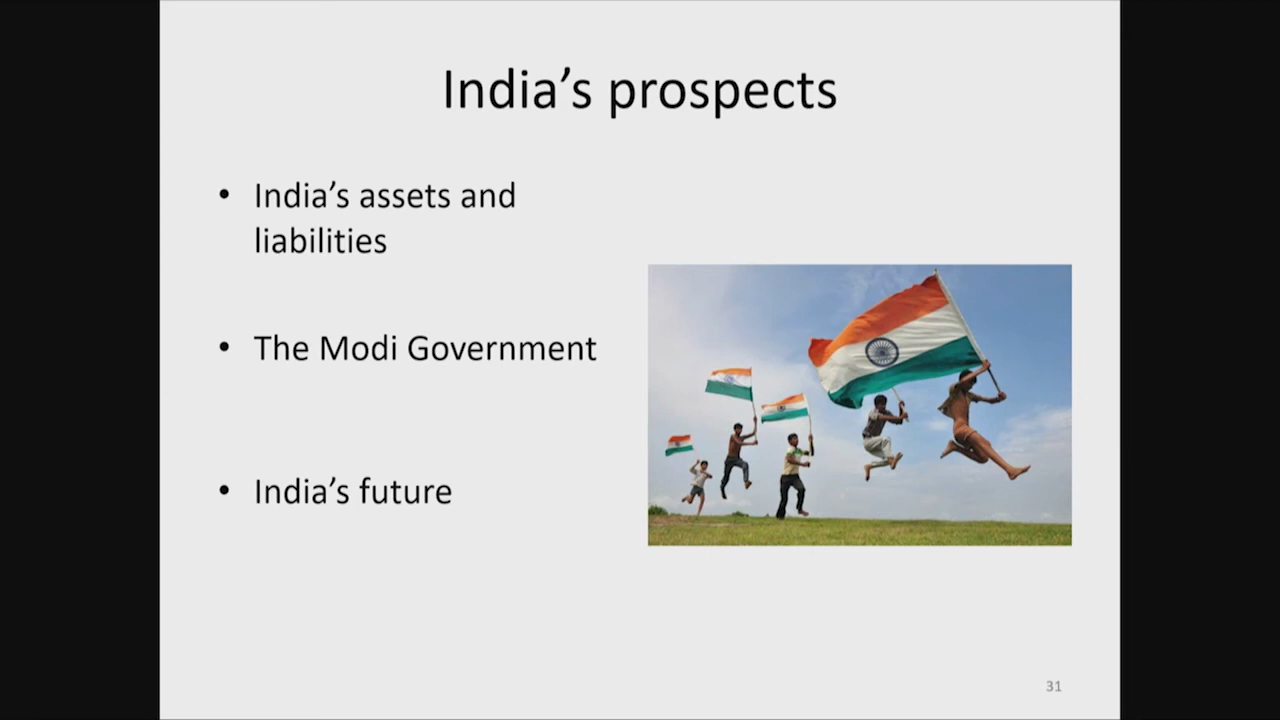 India’s prospects
• India’s assets and
liabilities
• The Modi Government
• India’s future
31